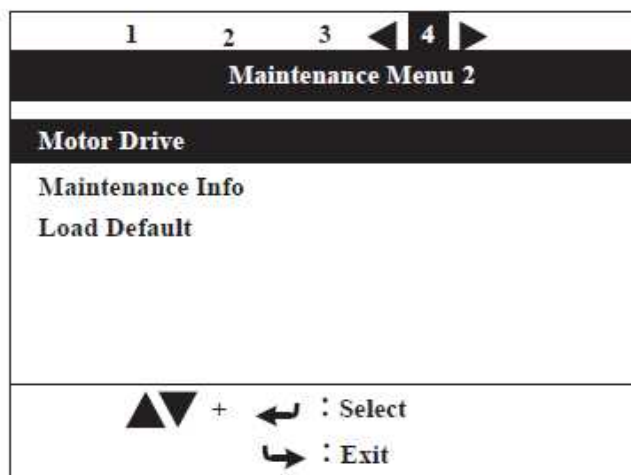 1 2 3 4
Maintenance Menu 2
Motor Drive
Maintenance Info
Load Default
+ : Select
: Exit